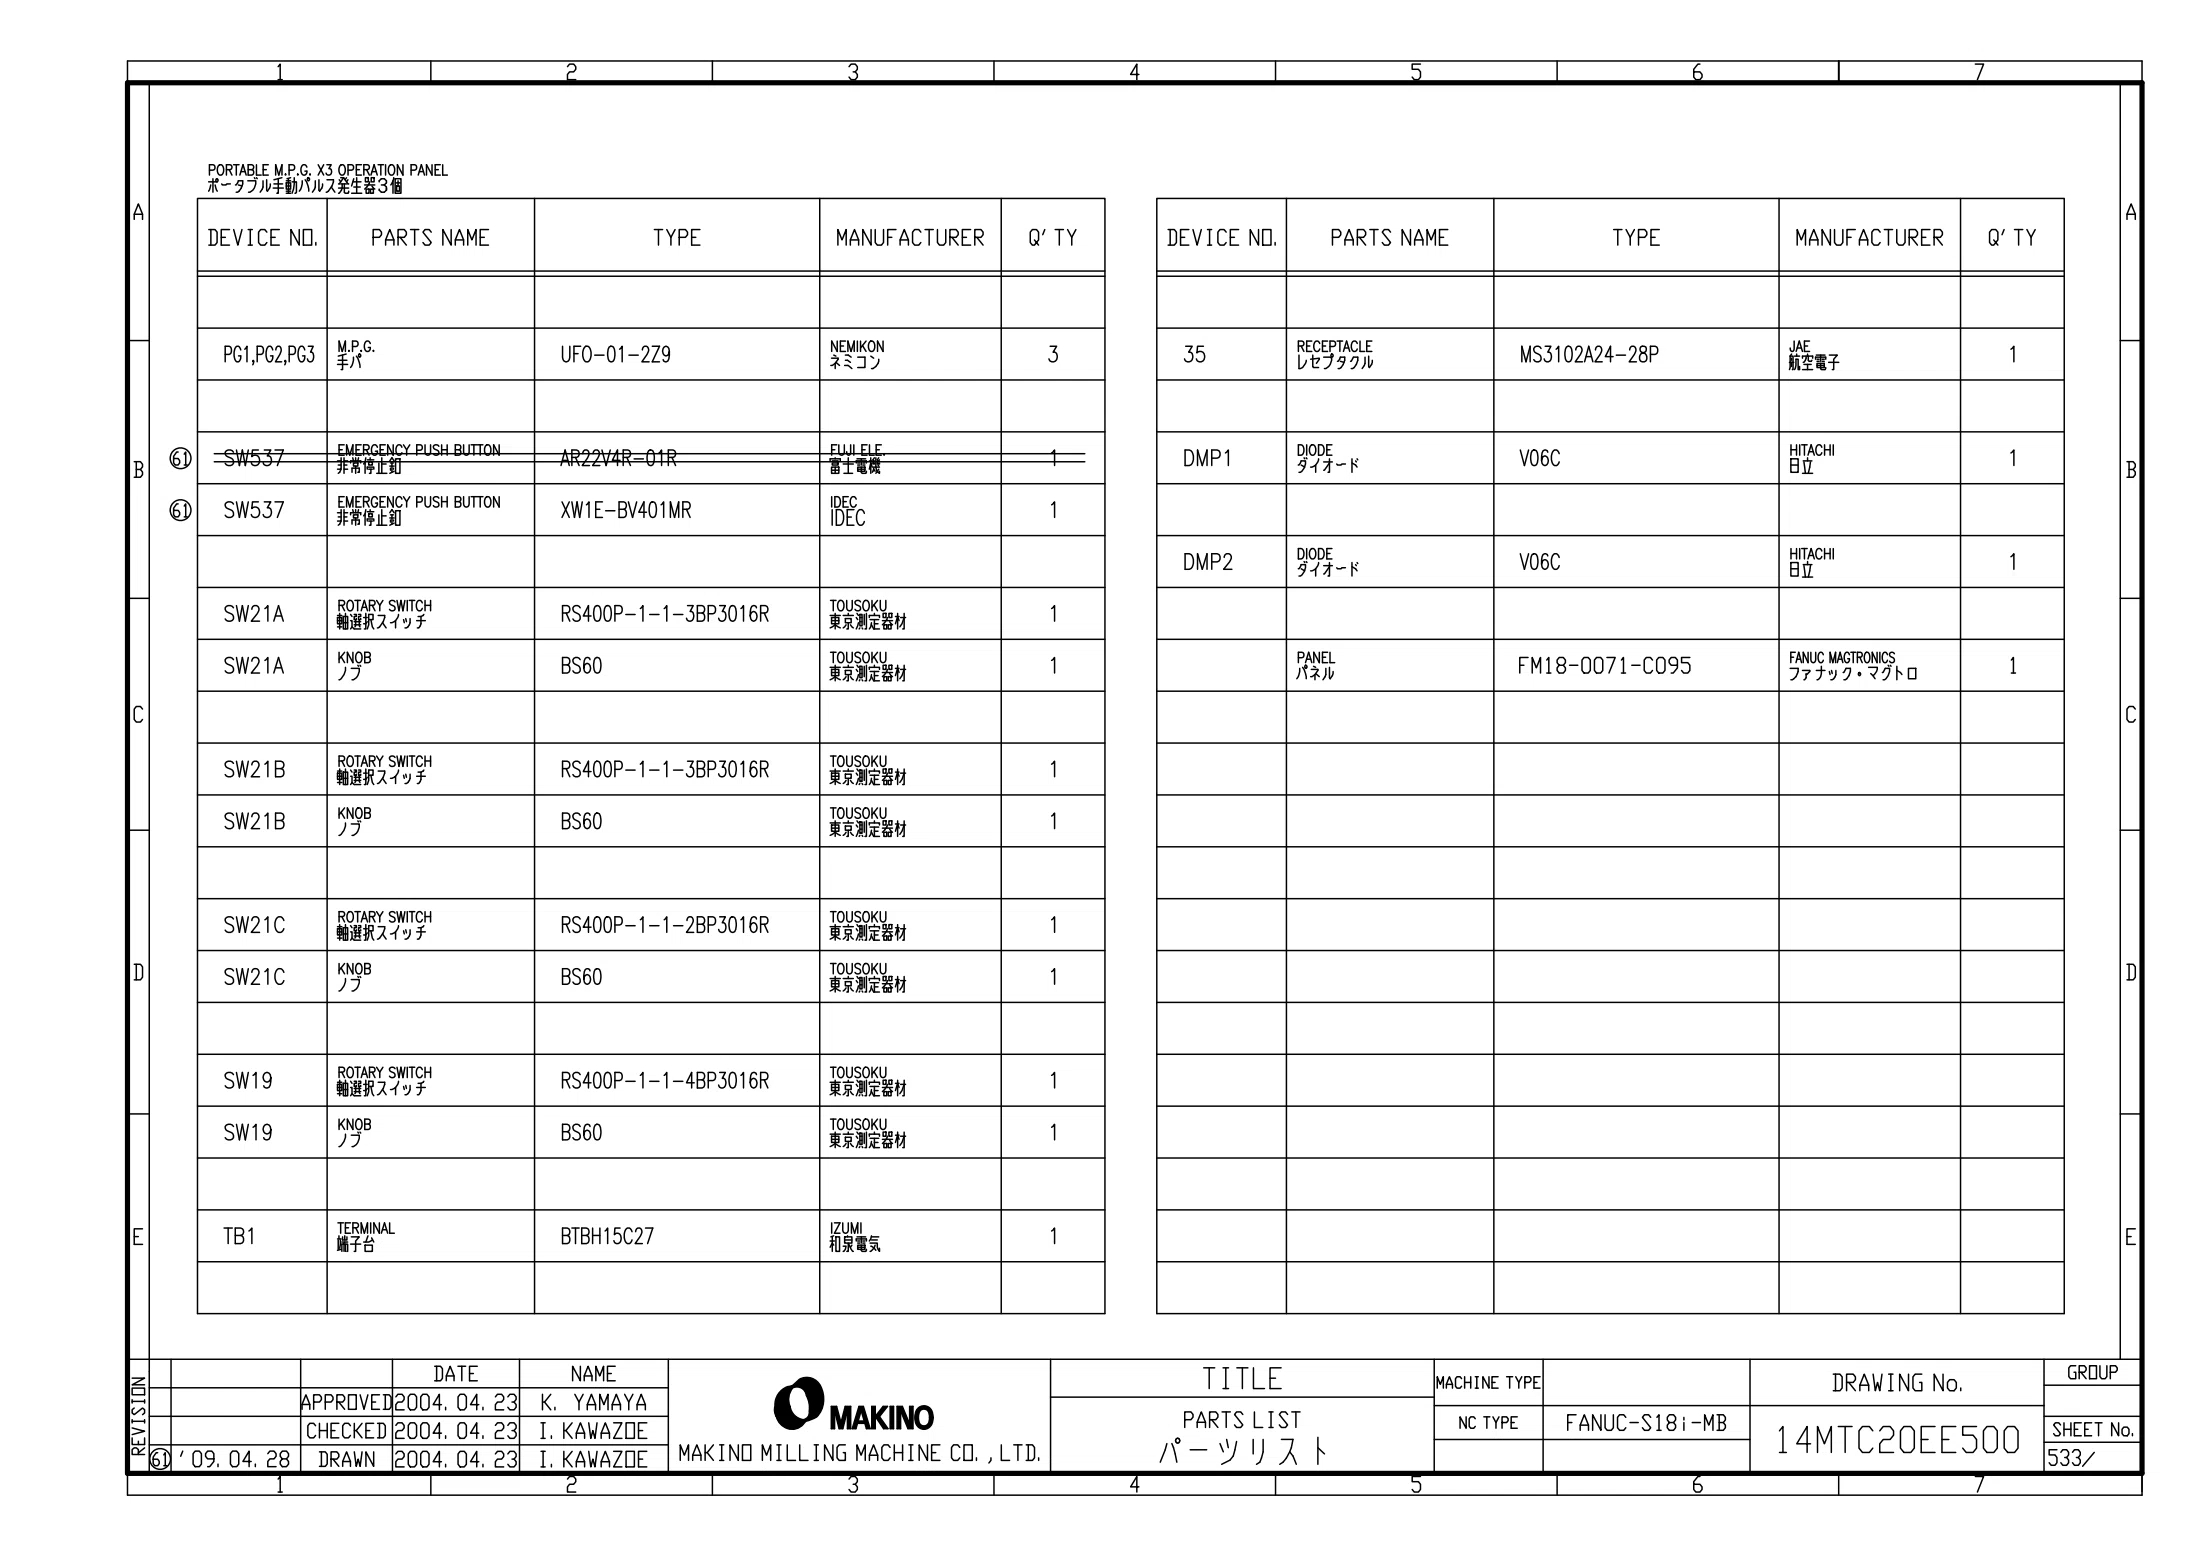 1 2 3 4 5 6 7
PORTABLE M.P.G. X3 OPERATION PANEL
ポータブル手動パルス発生器3個
A A
DEVICE NO. PARTS NAME TYPE MANUFACTURER Q'TY
PG1,PG2,PG3 M.P.G. UFO-01-2Z9 NEMIKON 3
手パ ネミコン
B
61 SW537 EMERGENCY PUSH BUTTON AR22V4R-01R FUJI ELE. 1
非常停止釦 富士電機
61 SW537 EMERGENCY PUSH BUTTON XW1E-BV401MR IDEC 1
非常停止釦 IDEC
SW21A ROTARY SWITCH RS400P-1-1-3BP3016R TOUSOKU 1
軸選択スイッチ 東京測定器材
SW21A KNOB BS60 TOUSOKU 1
ノブ 東京測定器材
C
SW21B ROTARY SWITCH RS400P-1-1-3BP3016R TOUSOKU 1
軸選択スイッチ 東京測定器材
SW21B KNOB BS60 TOUSOKU 1
ノブ 東京測定器材
SW21C ROTARY SWITCH RS400P-1-1-2BP3016R TOUSOKU 1
軸選択スイッチ 東京測定器材
D
SW21C KNOB BS60 TOUSOKU 1
ノブ 東京測定器材
SW19 ROTARY SWITCH RS400P-1-1-4BP3016R TOUSOKU 1
軸選択スイッチ 東京測定器材
SW19 KNOB BS60 TOUSOKU 1
ノブ 東京測定器材
E
TB1 TERMINAL BTBH15C27 IZUMI 1
端子台 和泉電気
DEVICE NO. PARTS NAME TYPE MANUFACTURER Q'TY
35 RECEPTACLE MS3102A24-28P JAE 1
レセプタクル 航空電子
B
DMP1 DIODE V06C HITACHI 1
ダイオード 日立
DMP2 DIODE V06C HITACHI 1
ダイオード 日立
PANEL FM18-0071-C095 FANUC MAGTRONICS 1
パネル ファナック・マグトロ
C
D
E
REVISION
DATE NAME
APPROVED 2004. 04. 23 K. YAMAYA
CHECKED 2004. 04. 23 I. KAWAZOE
61 '09. 04. 28 DRAWN 2004. 04. 23 I. KAWAZOE
MAKINO
MAKINO MILLING MACHINE CO., LTD.
TITLE
PARTS LIST
パーツリスト
MACHINE TYPE
NC TYPE FANUC-S18i-MB
DRAWING No.
14MTC20EE500
GROUP
SHEET No.
533/
1 2 3 4 5 6 7